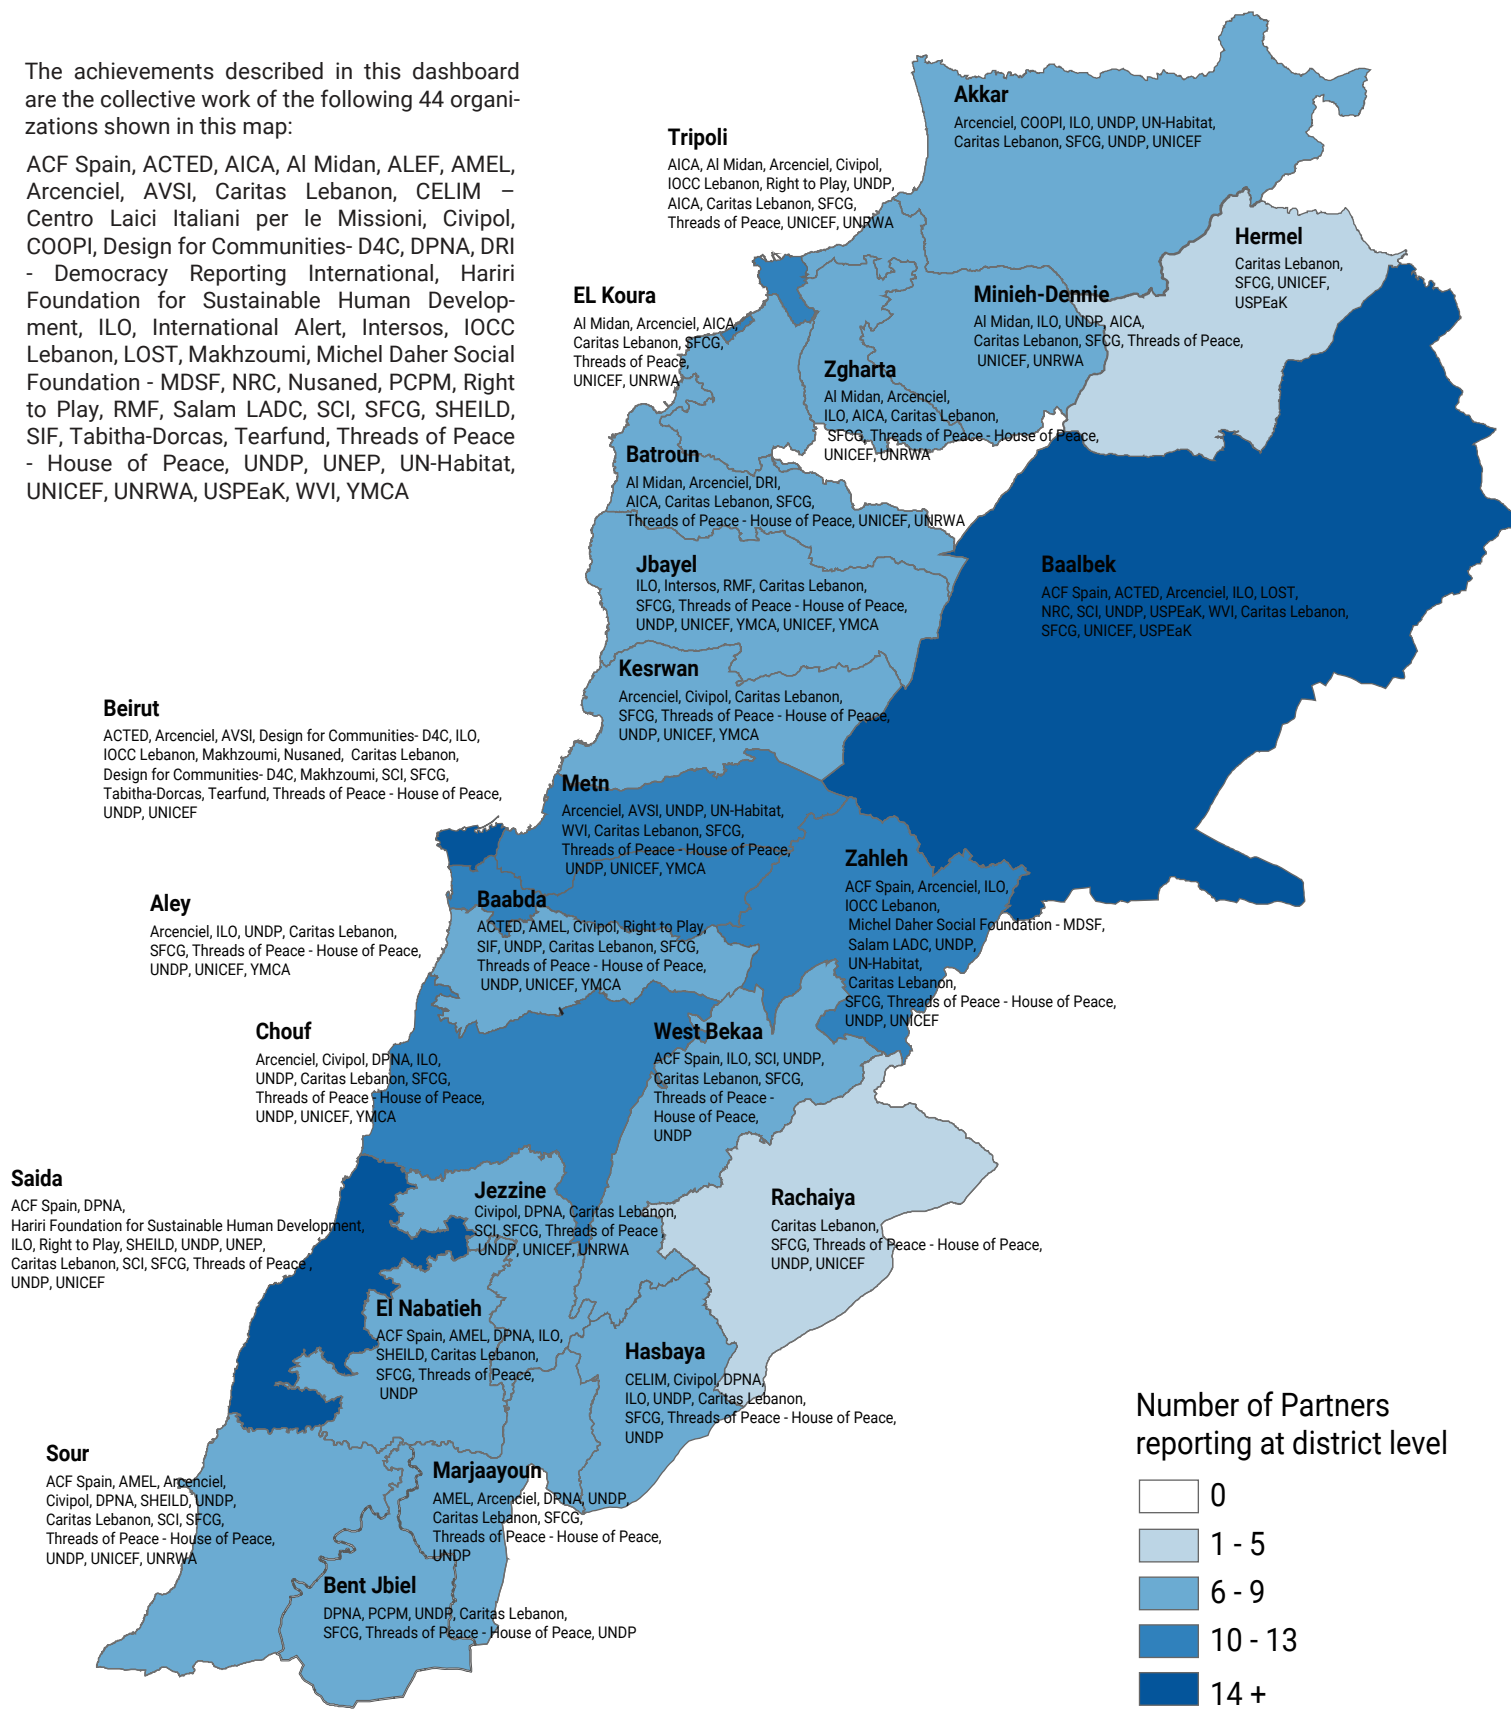 The achievements described in this dashboard
are the collective work of the following 44 organi-
zations shown in this map:
ACF Spain, ACTED, AICA, Al Midan, ALEF, AMEL,
Arcenciel, AVSI, Caritas Lebanon, CELIM –
Centro Laici Italiani per le Missioni, Civipol,
COOPI, Design for Communities- D4C, DPNA, DRI
- Democracy Reporting International, Hariri
Foundation for Sustainable Human Develop-
ment, ILO, International Alert, Intersos, IOCC
Lebanon, LOST, Makhzoumi, Michel Daher Social
Foundation - MDSF, NRC, Nusaned, PCPM, Right
to Play, RMF, Salam LADC, SCI, SFCG, SHEILD,
SIF, Tabitha-Dorcas, Tearfund, Threads of Peace
- House of Peace, UNDP, UNEP, UN-Habitat,
UNICEF, UNRWA, USPEaK, WVI, YMCA
Akkar
Arcenciel, COOPI, ILO, UNDP, UN-Habitat,
Caritas Lebanon, SFCG, UNDP, UNICEF
Tripoli
AICA, Al Midan, Arcenciel, Civipol,
IOCC Lebanon, Right to Play, UNDP,
AICA, Caritas Lebanon, SFCG,
Threads of Peace, UNICEF, UNRWA
Hermel
Caritas Lebanon,
SFCG, UNICEF,
USPEaK
EL Koura
Al Midan, Arcenciel, AICA,
Caritas Lebanon, SFCG,
Threads of Peace,
UNICEF, UNRWA
Minieh-Dennie
Al Midan, ILO, UNDP, AICA,
Caritas Lebanon, SFCG, Threads of Peace,
UNICEF, UNRWA
Zgharta
Al Midan, Arcenciel,
ILO, AICA, Caritas Lebanon,
SFCG, Threads of Peace - House of Peace,
UNICEF, UNRWA
Batroun
Al Midan, Arcenciel, DRI,
AICA, Caritas Lebanon, SFCG,
Threads of Peace - House of Peace, UNICEF, UNRWA
Jbayel
ILO, Intersos, RMF, Caritas Lebanon,
SFCG, Threads of Peace - House of Peace,
UNDP, UNICEF, YMCA, UNICEF, YMCA
Baalbek
ACF Spain, ACTED, Arcenciel, ILO, LOST,
NRC, SCI, UNDP, USPEaK, WVI, Caritas Lebanon,
SFCG, UNICEF, USPEaK
Kesrwan
Arcenciel, Civipol, Caritas Lebanon,
SFCG, Threads of Peace - House of Peace,
UNDP, UNICEF, YMCA
Beirut
ACTED, Arcenciel, AVSI, Design for Communities- D4C, ILO,
IOCC Lebanon, Makhzoumi, Nusaned, Caritas Lebanon,
Design for Communities- D4C, Makhzoumi, SCI, SFCG,
Tabitha-Dorcas, Tearfund, Threads of Peace - House of Peace,
UNDP, UNICEF
Metn
Arcenciel, AVSI, UNDP, UN-Habitat,
WVI, Caritas Lebanon, SFCG,
Threads of Peace - House of Peace,
UNDP, UNICEF, YMCA
Zahleh
ACF Spain, Arcenciel, ILO,
IOCC Lebanon,
Michel Daher Social Foundation - MDSF,
Salam LADC, UNDP,
UN-Habitat,
Caritas Lebanon,
SFCG, Threads of Peace - House of Peace,
UNDP, UNICEF
Aley
Arcenciel, ILO, UNDP, Caritas Lebanon,
SFCG, Threads of Peace - House of Peace,
UNDP, UNICEF, YMCA
Baabda
ACTED, AMEL, Civipol, Right to Play,
SIF, UNDP, Caritas Lebanon, SFCG,
Threads of Peace - House of Peace,
UNDP, UNICEF, YMCA
Chouf
Arcenciel, Civipol, DPNA, ILO,
UNDP, Caritas Lebanon, SFCG,
Threads of Peace - House of Peace,
UNDP, UNICEF, YMCA
West Bekaa
ACF Spain, ILO, SCI, UNDP,
Caritas Lebanon, SFCG,
Threads of Peace -
House of Peace,
UNDP
Saida
ACF Spain, DPNA,
Hariri Foundation for Sustainable Human Development,
ILO, Right to Play, SHEILD, UNDP, UNEP,
Caritas Lebanon, SCI, SFCG, Threads of Peace ,
UNDP, UNICEF
Jezzine
Civipol, DPNA, Caritas Lebanon,
SCI, SFCG, Threads of Peace ,
UNDP, UNICEF, UNRWA
Rachaiya
Caritas Lebanon,
SFCG, Threads of Peace - House of Peace,
UNDP, UNICEF
El Nabatieh
ACF Spain, AMEL, DPNA, ILO,
SHEILD, Caritas Lebanon,
SFCG, Threads of Peace,
UNDP
Hasbaya
CELIM, Civipol, DPNA,
ILO, UNDP, Caritas Lebanon,
SFCG, Threads of Peace - House of Peace,
UNDP
Sour
ACF Spain, AMEL, Arcenciel,
Civipol, DPNA, SHEILD, UNDP,
Caritas Lebanon, SCI, SFCG,
Threads of Peace - House of Peace,
UNDP, UNICEF, UNRWA
Marjaayoun
AMEL, Arcenciel, DPNA, UNDP,
Caritas Lebanon, SFCG,
Threads of Peace - House of Peace,
UNDP
Bent Jbiel
DPNA, PCPM, UNDP, Caritas Lebanon,
SFCG, Threads of Peace - House of Peace, UNDP
Number of Partners
reporting at district level
0
1 - 5
6 - 9
10 - 13
14 +